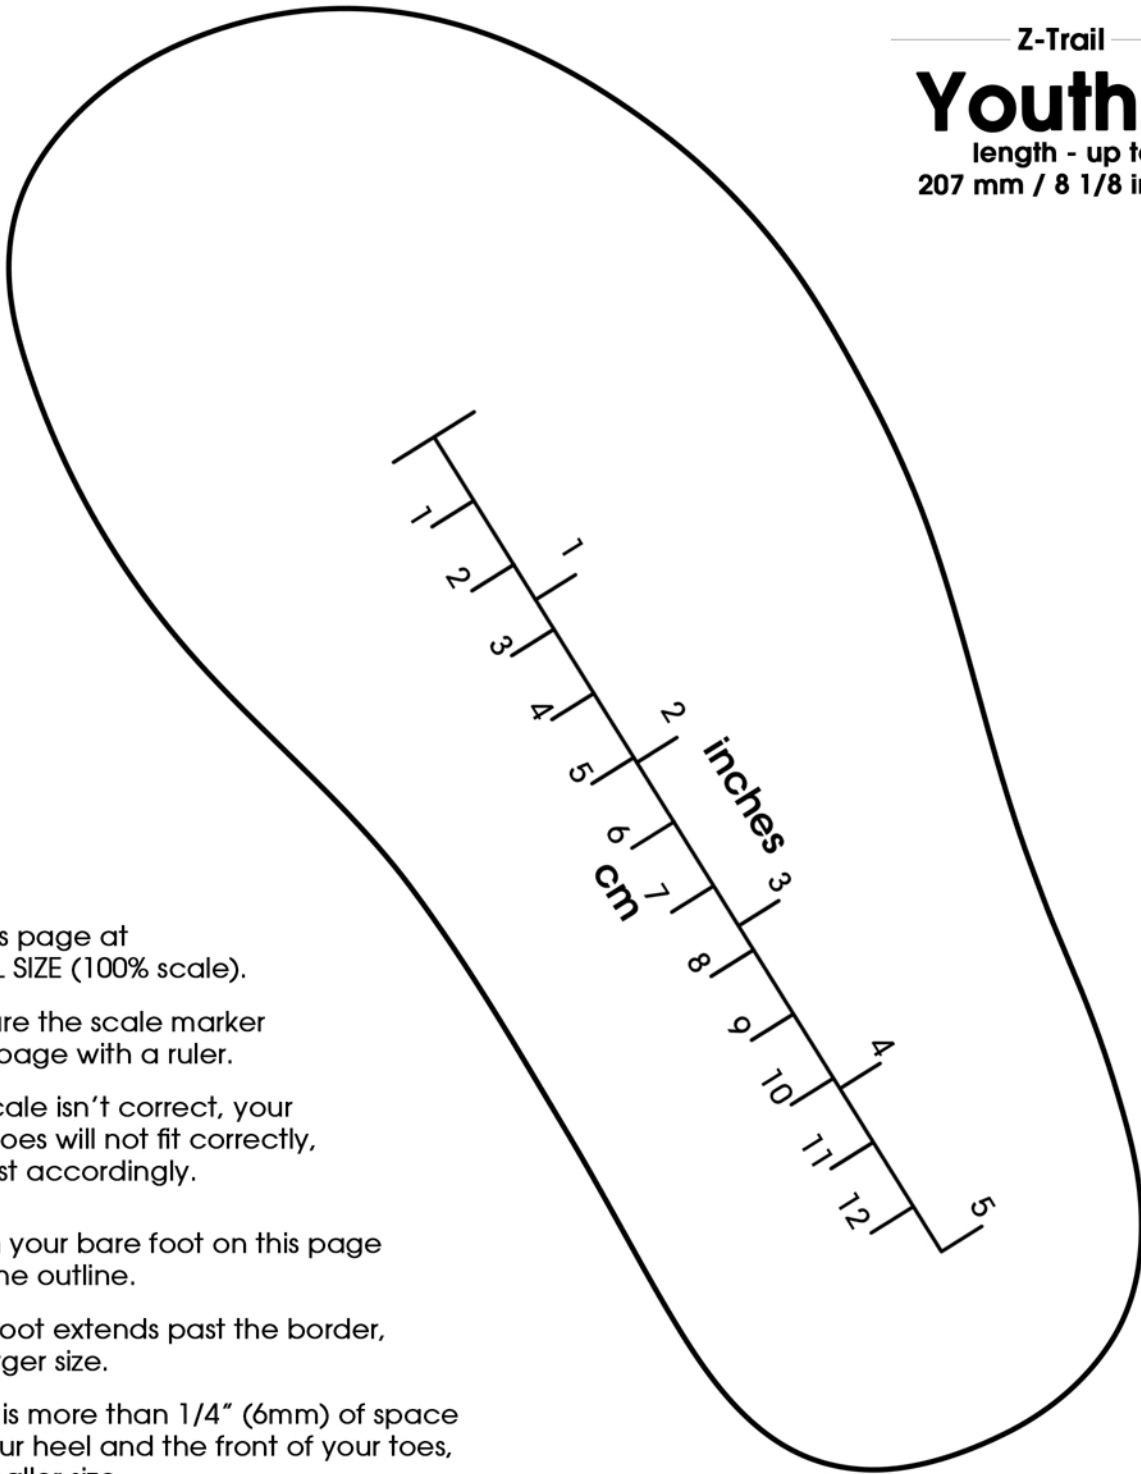 Z-Trail
Youth
length - up to
207 mm / 8 1/8 in
1
2
3
4
5
6
7
8
9
10
11
12
cm
1
2
3
4
5
inches
s page at
L SIZE (100% scale).
re the scale marker
page with a ruler.
cale isn't correct, your
oes will not fit correctly,
st accordingly.
your bare foot on this page
he outline.
oot extends past the border,
ger size.
is more than 1/4" (6mm) of space
ur heel and the front of your toes,
aller size